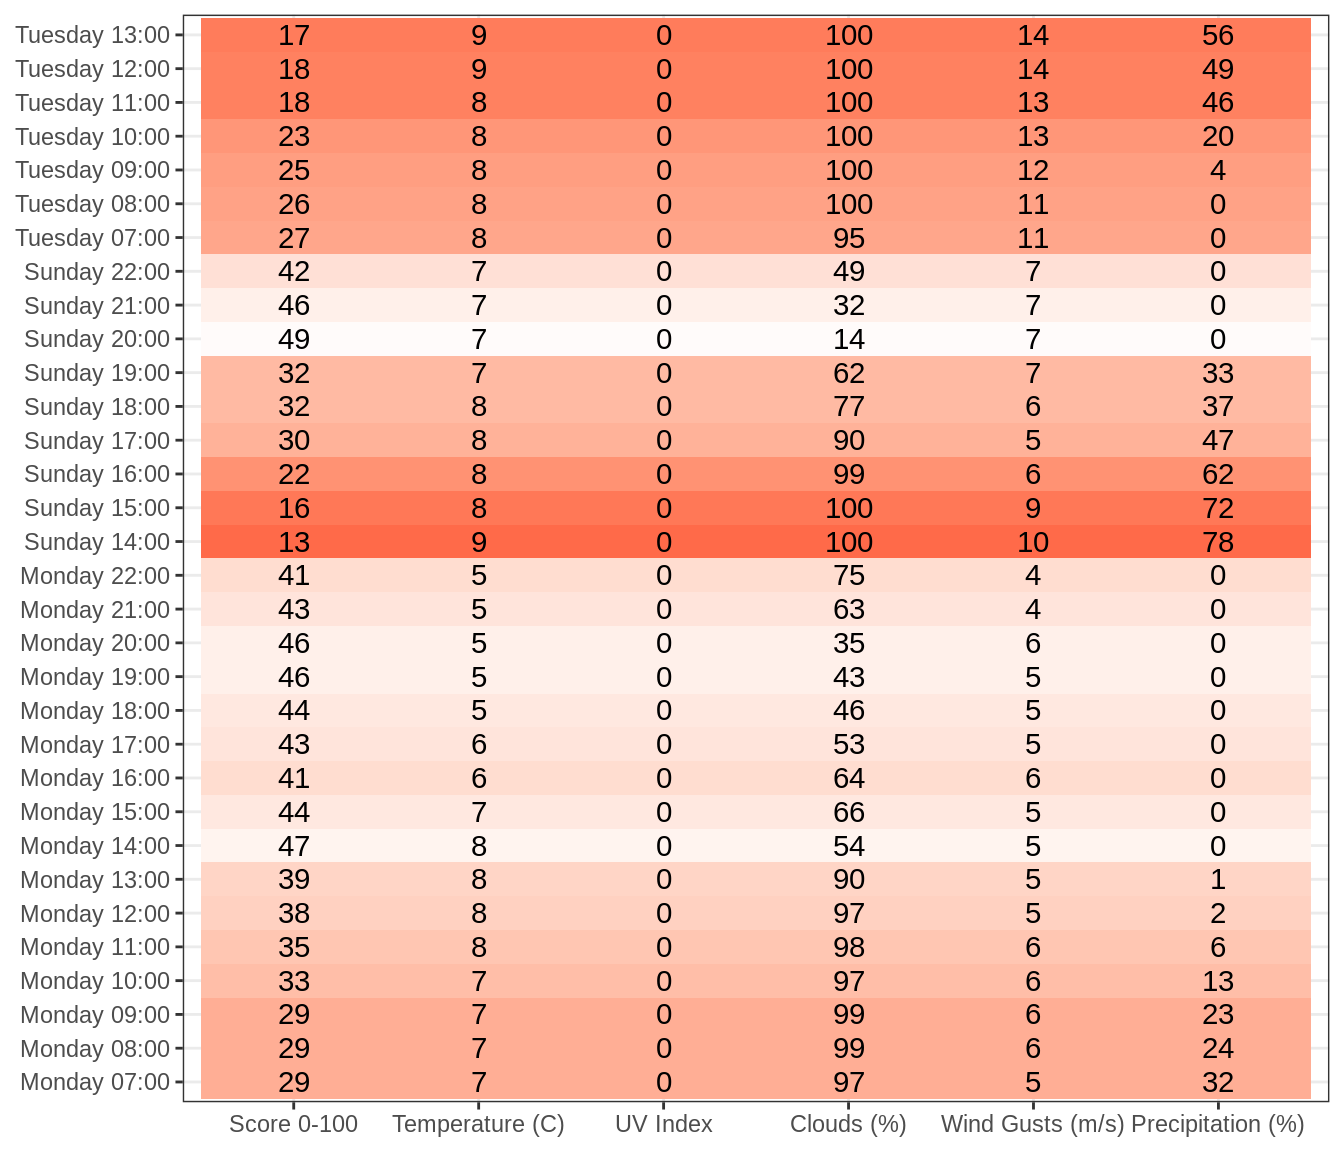 Tuesday 13:00 17 9 0 100 14 56
Tuesday 12:00 18 9 0 100 14 49
Tuesday 11:00 18 8 0 100 13 46
Tuesday 10:00 23 8 0 100 13 20
Tuesday 09:00 25 8 0 100 12 4
Tuesday 08:00 26 8 0 100 11 0
Tuesday 07:00 27 8 0 95 11 0
Sunday 22:00 42 7 0 49 7 0
Sunday 21:00 46 7 0 32 7 0
Sunday 20:00 49 7 0 14 7 0
Sunday 19:00 32 7 0 62 7 33
Sunday 18:00 32 8 0 77 6 37
Sunday 17:00 30 8 0 90 5 47
Sunday 16:00 22 8 0 99 6 62
Sunday 15:00 16 8 0 100 9 72
Sunday 14:00 13 9 0 100 10 78
Monday 22:00 41 5 0 75 4 0
Monday 21:00 43 5 0 63 4 0
Monday 20:00 46 5 0 35 6 0
Monday 19:00 46 5 0 43 5 0
Monday 18:00 44 5 0 46 5 0
Monday 17:00 43 6 0 53 5 0
Monday 16:00 41 6 0 64 6 0
Monday 15:00 44 7 0 66 5 0
Monday 14:00 47 8 0 54 5 0
Monday 13:00 39 8 0 90 5 1
Monday 12:00 38 8 0 97 5 2
Monday 11:00 35 8 0 98 6 6
Monday 10:00 33 7 0 97 6 13
Monday 09:00 29 7 0 99 6 23
Monday 08:00 29 7 0 99 6 24
Monday 07:00 29 7 0 97 5 32
Score 0-100 Temperature (C) UV Index Clouds (%) Wind Gusts (m/s) Precipitation (%)